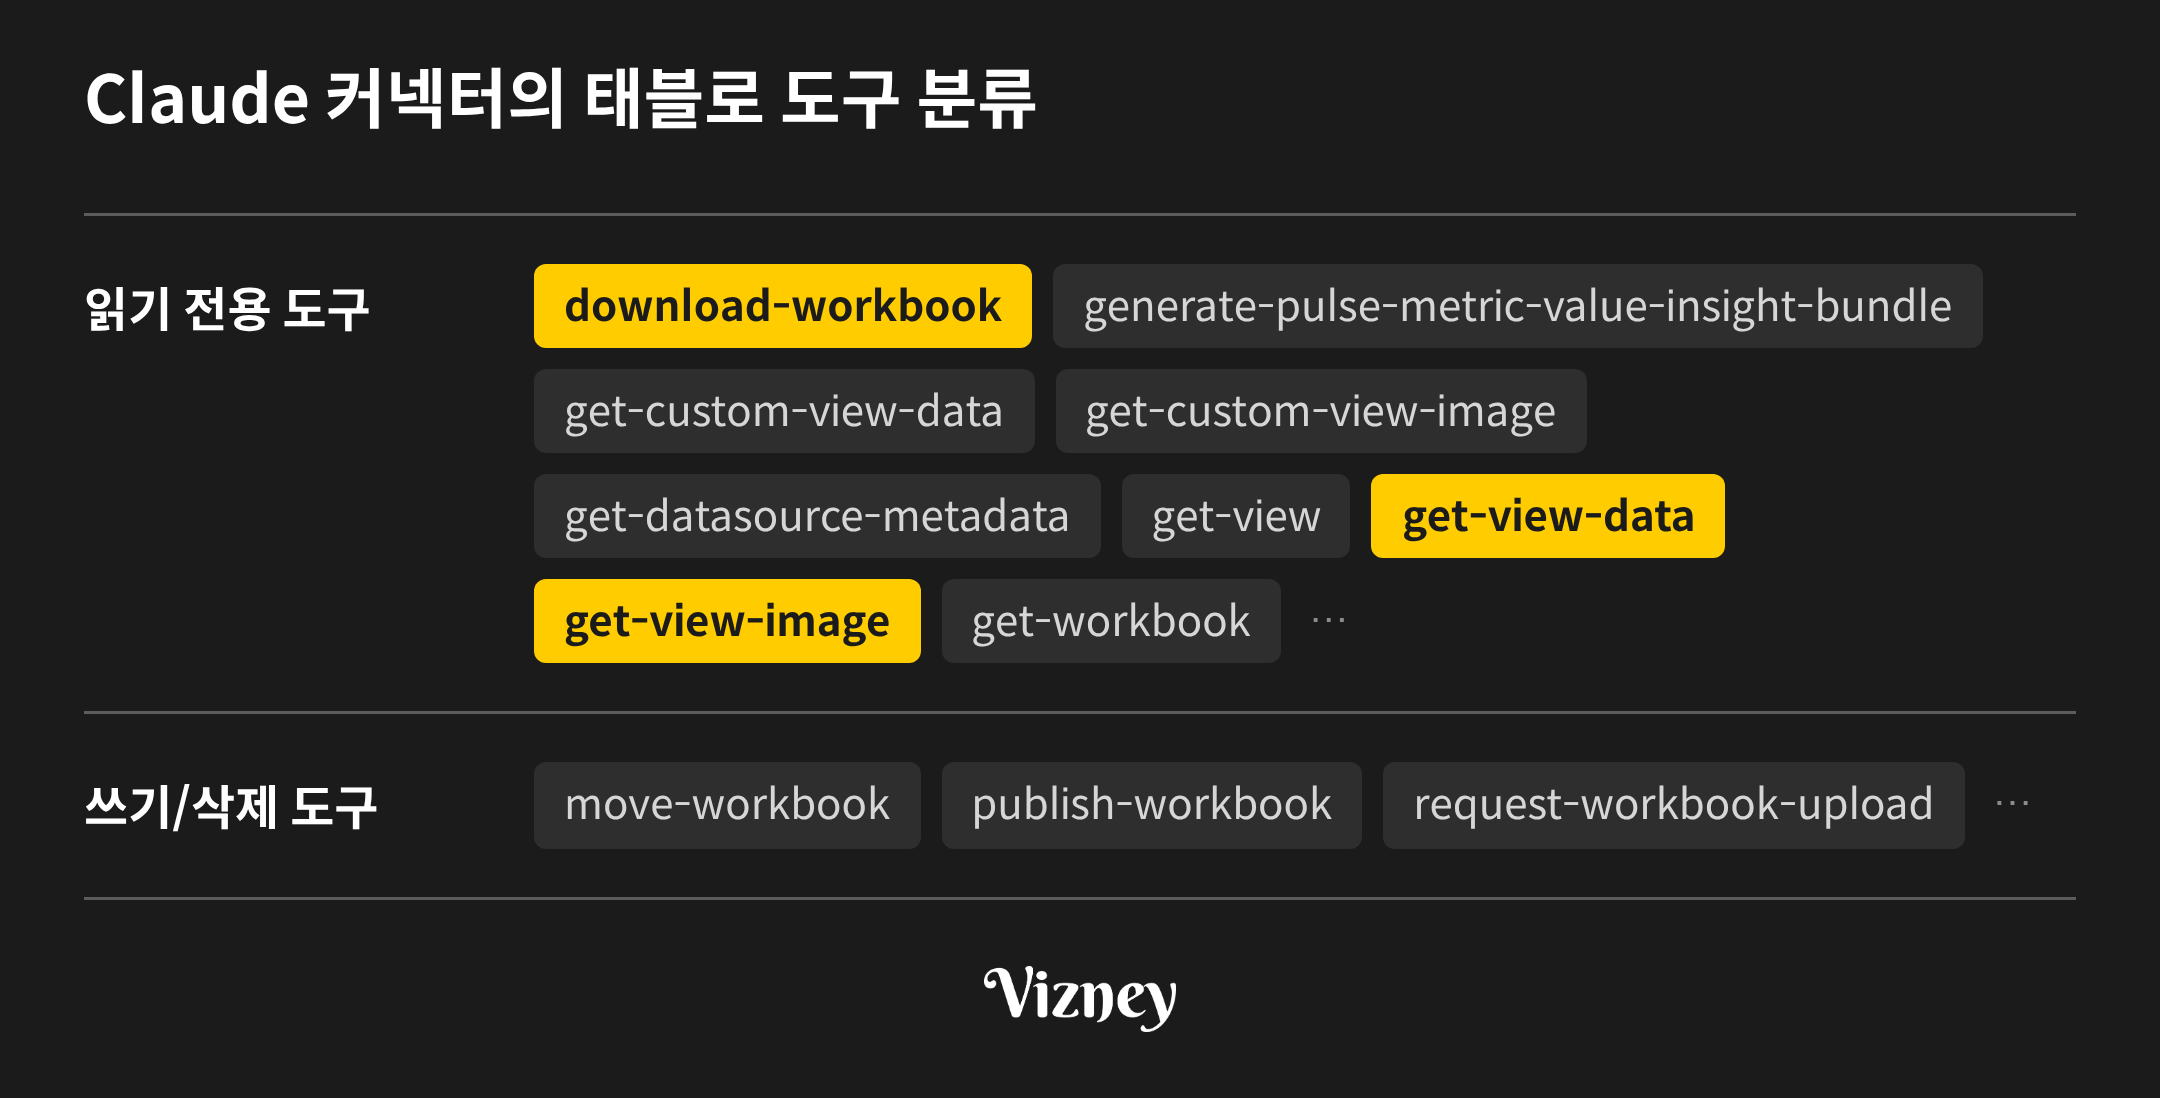 Claude 커넥터의 태블로 도구 분류
읽기 전용 도구
download-workbook generate-pulse-metric-value-insight-bundle
get-custom-view-data get-custom-view-image
get-datasource-metadata get-view get-view-data
get-view-image get-workbook ···
쓰기/삭제 도구
move-workbook publish-workbook request-workbook-upload ···
Vizney